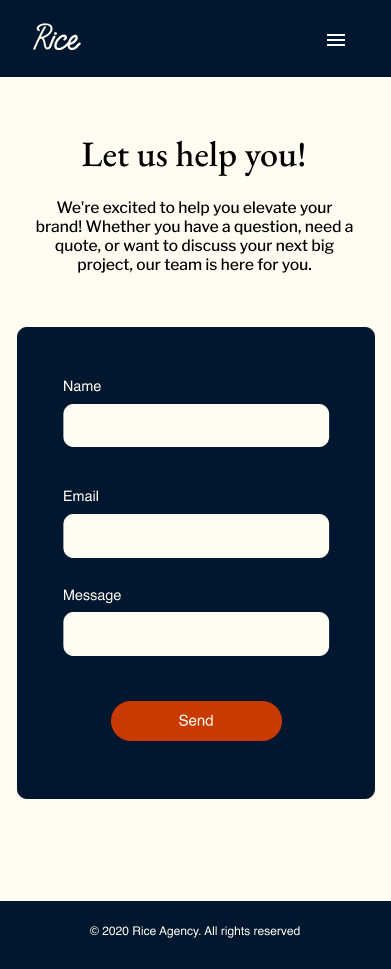 Rice
Let us help you!
We're excited to help you elevate your
brand! Whether you have a question, need a
quote, or want to discuss your next big
project, our team is here for you.
Name
Email
Message
Send
© 2020 Rice Agency. All rights reserved